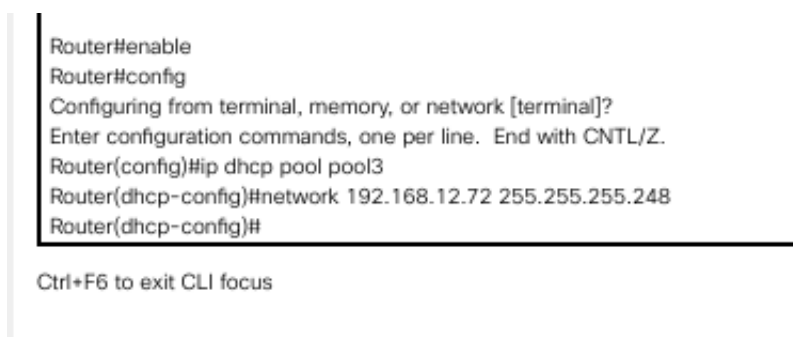 Router#enable
Router#config
Configuring from terminal, memory, or network [terminal]?
Enter configuration commands, one per line.  End with CNTL/Z.
Router(config)#ip dhcp pool pool3
Router(dhcp-config)#network 192.168.12.72 255.255.255.248
Router(dhcp-config)#
Ctrl+F6 to exit CLI focus